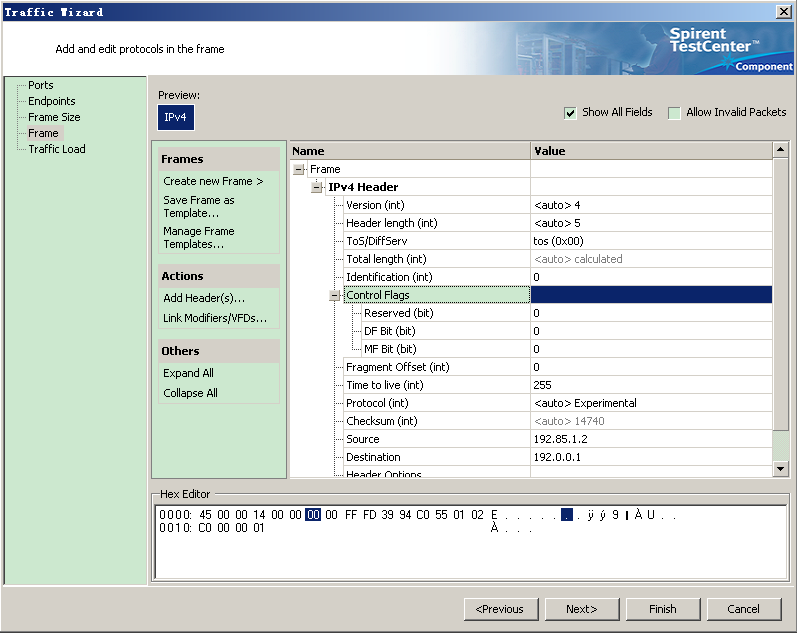 Traffic Wizard
Add and edit protocols in the frame
Spirent
TestCenter™
Component
Ports
Endpoints
Frame Size
Frame
Traffic Load
Preview:
IPv4
Show All Fields
Allow Invalid Packets
Frames
Create new Frame >
Save Frame as
Template...
Manage Frame
Templates...
Actions
Add Header(s)...
Link Modifiers/VFDs...
Others
Expand All
Collapse All
Name Value
Frame
IPv4 Header
Version (int) <auto> 4
Header length (int) <auto> 5
ToS/DiffServ tos (0x00)
Total length (int) <auto> calculated
Identification (int) 0
Control Flags
Reserved (bit) 0
DF Bit (bit) 0
MF Bit (bit) 0
Fragment Offset (int) 0
Time to live (int) 255
Protocol (int) <auto> Experimental
Checksum (int) <auto> 14740
Source 192.85.1.2
Destination 192.0.0.1
Header Options
Hex Editor
0000: 45 00 00 14 00 00 00 00 FF FD 39 94 C0 55 01 02 E . . . . . . . ÿ ý 9 | À U . .
0010: C0 00 00 01 À . . .
<Previous
Next>
Finish
Cancel